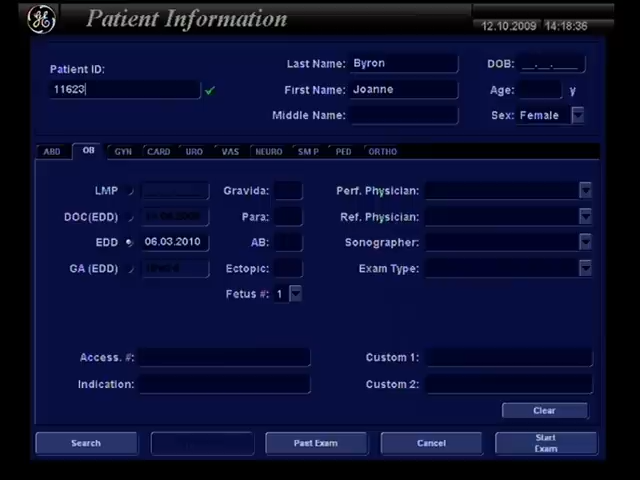 Patient Information
12.10.2009 14:18:36
Patient ID:
11623
Last Name: Byron
First Name: Joanne
Middle Name:
DOB: __.__.____
Age: y
Sex: Female
ABD OB GYN CARD URO VAS NEURO SM P PED ORTHO
LMP
DOC(EDD)
EDD 06.03.2010
GA (EDD)
Gravida:
Para:
AB:
Ectopic:
Fetus #: 1
Perf. Physician:
Ref. Physician:
Sonographer:
Exam Type:
Access. #:
Indication:
Custom 1:
Custom 2:
Clear
Search
Past Exam
Cancel
Start
Exam